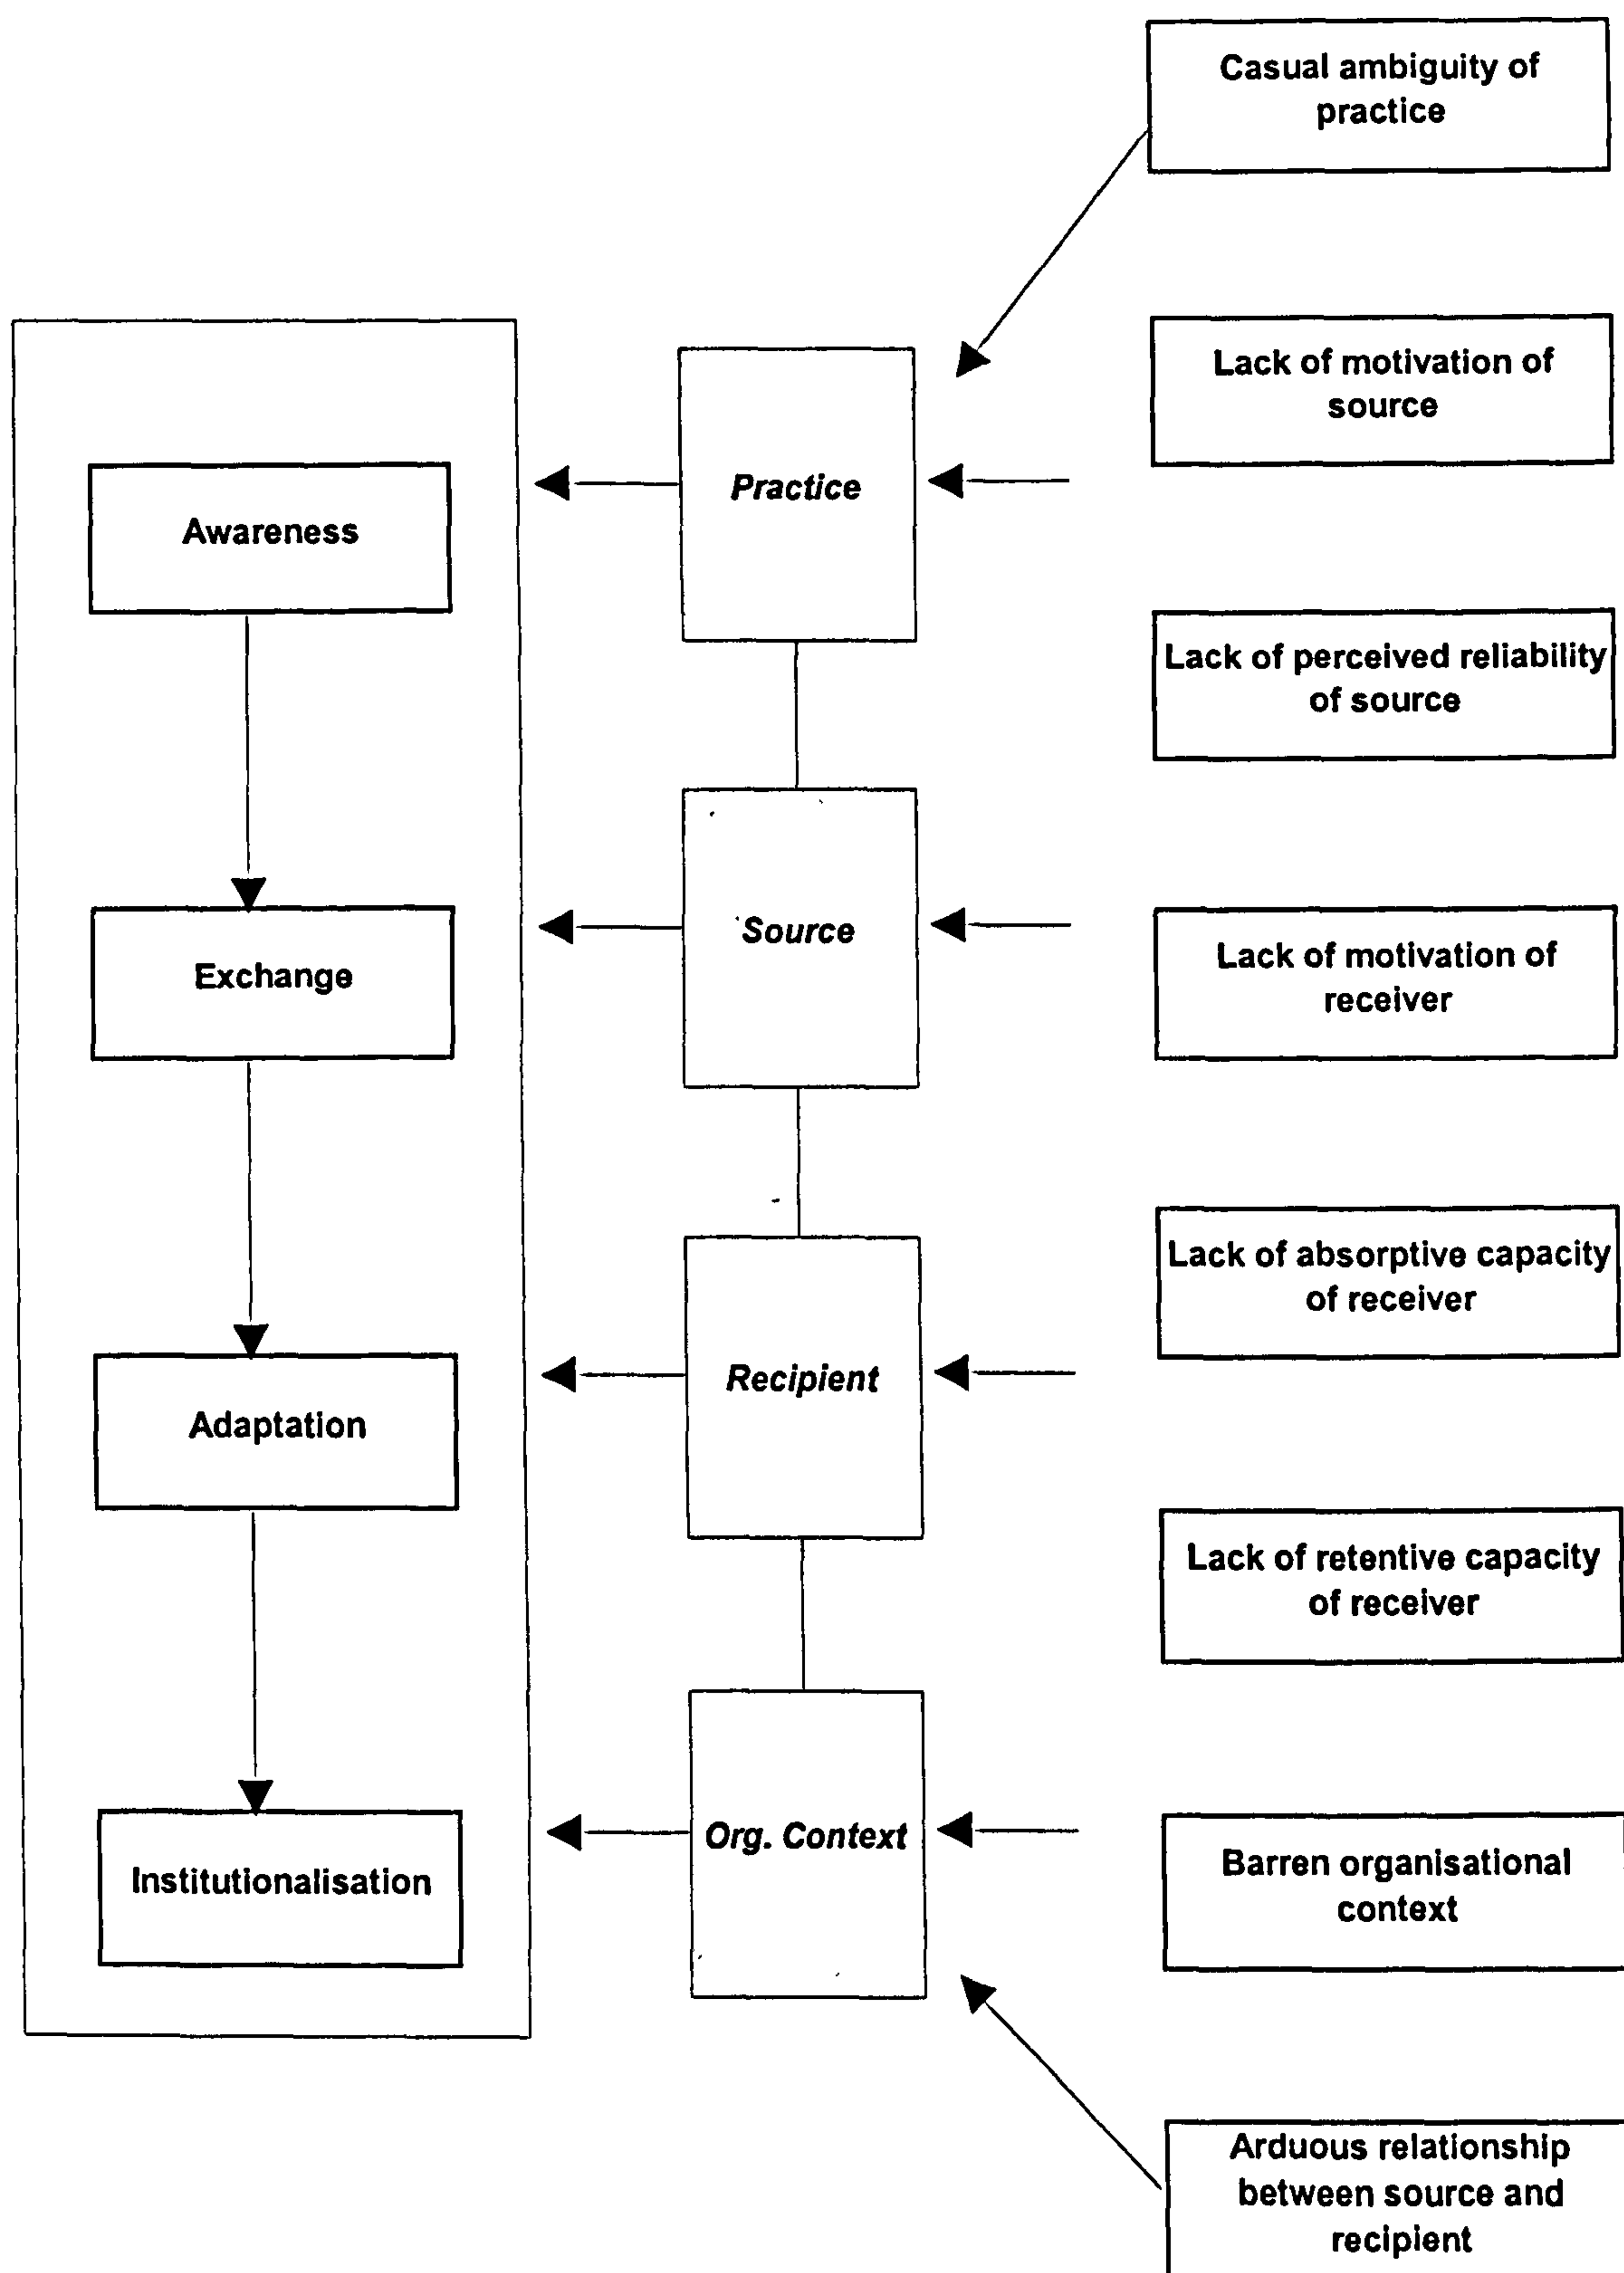 Casual ambiguity of
practice
Lack of motivation of
source
Practice
Awareness
Lack of perceived reliability
of source
Source
Exchange
Lack of motivation of
receiver
Lack of absorptive capacity
of receiver
Recipient
Adaptation
Lack of retentive capacity
of receiver
Org. Context
Institutionalisation
Barren organisational
context
Arduous relationship
between source and
recipient